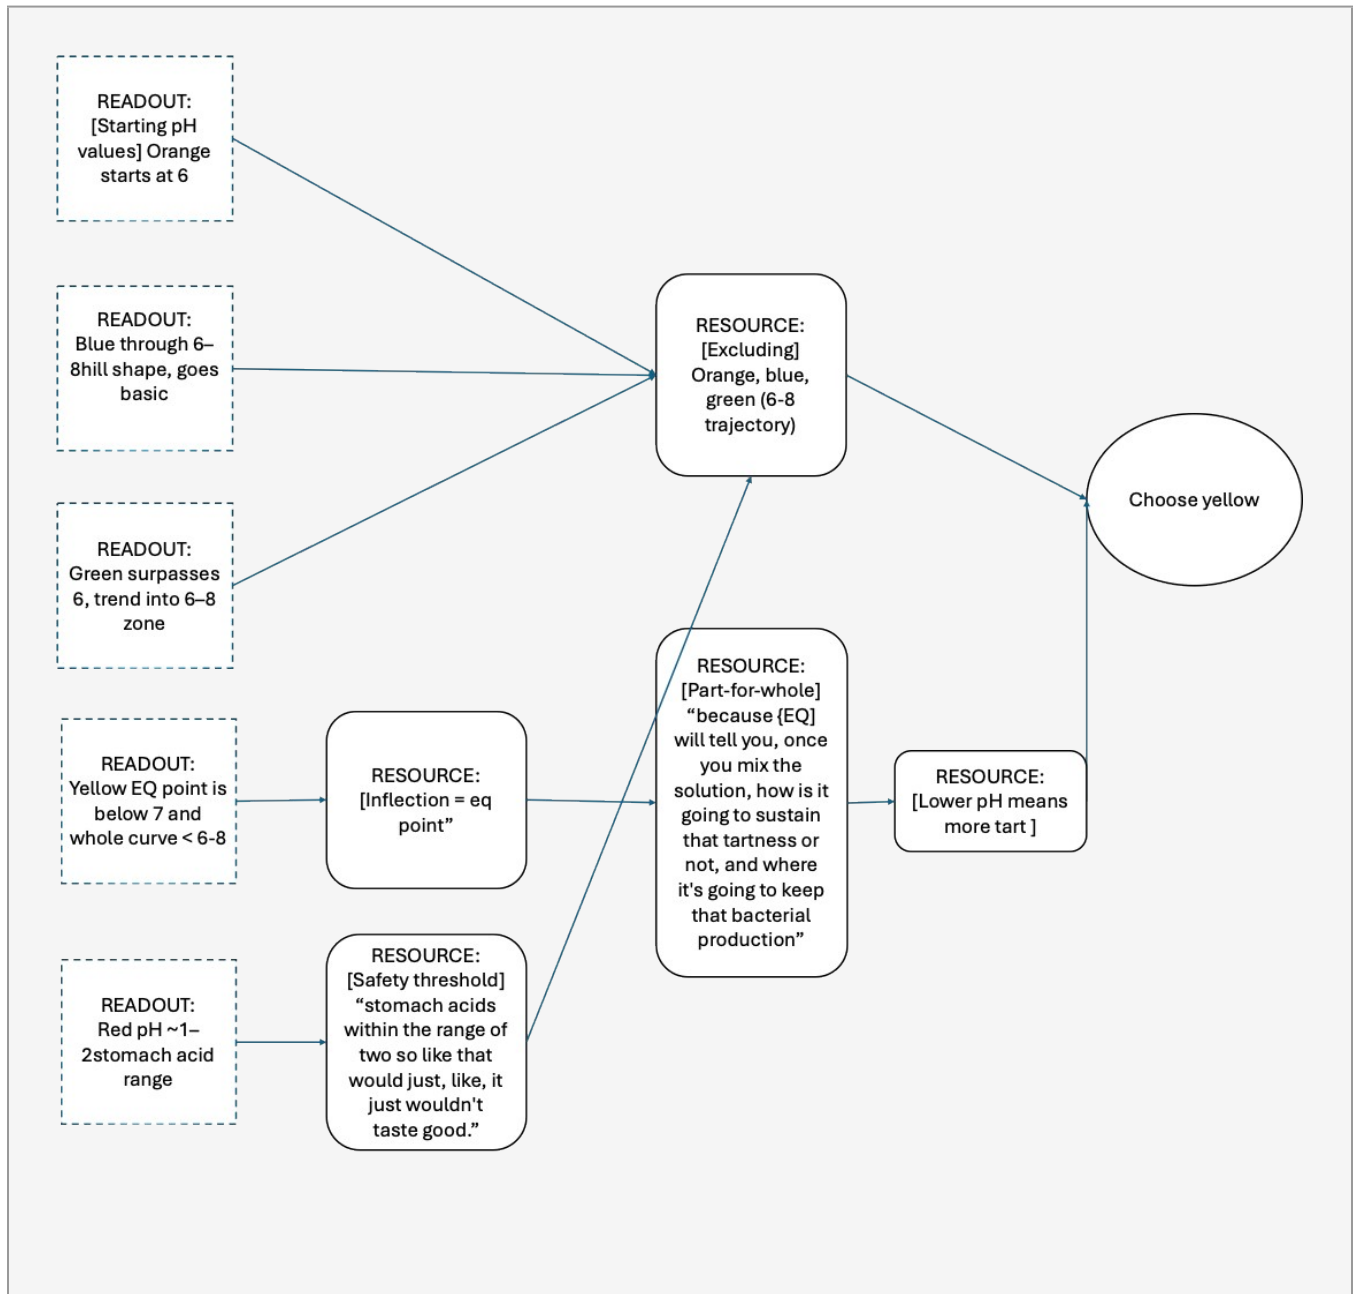 READOUT:
[Starting pH
values] Orange
starts at 6
READOUT:
Blue through 6–
8hill shape, goes
basic
READOUT:
Green surpasses
6, trend into 6–8
zone
READOUT:
Yellow EQ point is
below 7 and
whole curve < 6-8
READOUT:
Red pH ~1–
2stomach acid
range
RESOURCE:
[Inflection = eq
point”
RESOURCE:
[Safety threshold]
“stomach acids
within the range of
two so like that
would just, like, it
just wouldn't
taste good.”
RESOURCE:
[Excluding]
Orange, blue,
green (6-8
trajectory)
RESOURCE:
[Part-for-whole]
“because {EQ]
will tell you, once
you mix the
solution, how is it
going to sustain
that tartness or
not, and where
it's going to keep
that bacterial
production”
RESOURCE:
[Lower pH means
more tart ]
Choose yellow